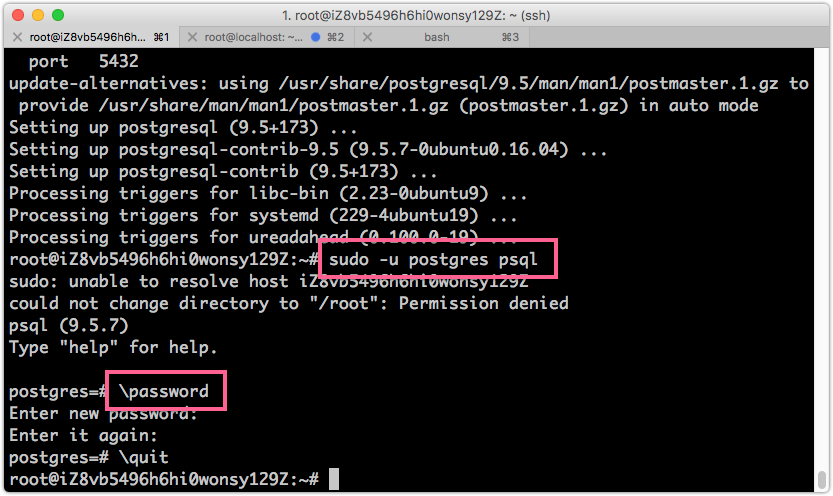 1. root@iZ8vb5496h6hi0wonsy129Z: ~ (ssh)
root@iZ8vb5496h6h... ⌘1 root@localhost: ~... ⌘2 bash ⌘3
port 5432
update-alternatives: using /usr/share/postgresql/9.5/man/man1/postmaster.1.gz to
provide /usr/share/man/man1/postmaster.1.gz (postmaster.1.gz) in auto mode
Setting up postgresql (9.5+173) ...
Setting up postgresql-contrib-9.5 (9.5.7-0ubuntu0.16.04) ...
Setting up postgresql-contrib (9.5+173) ...
Processing triggers for libc-bin (2.23-0ubuntu9) ...
Processing triggers for systemd (229-4ubuntu19) ...
Processing triggers for ureadahead (0.100.0-19) ...
root@iZ8vb5496h6hi0wonsy129Z:~# sudo -u postgres psql
sudo: unable to resolve host iZ8vb5496h6hi0wonsy129Z
could not change directory to "/root": Permission denied
psql (9.5.7)
Type "help" for help.
postgres=# \password
Enter new password:
Enter it again:
postgres=# \quit
root@iZ8vb5496h6hi0wonsy129Z:~#